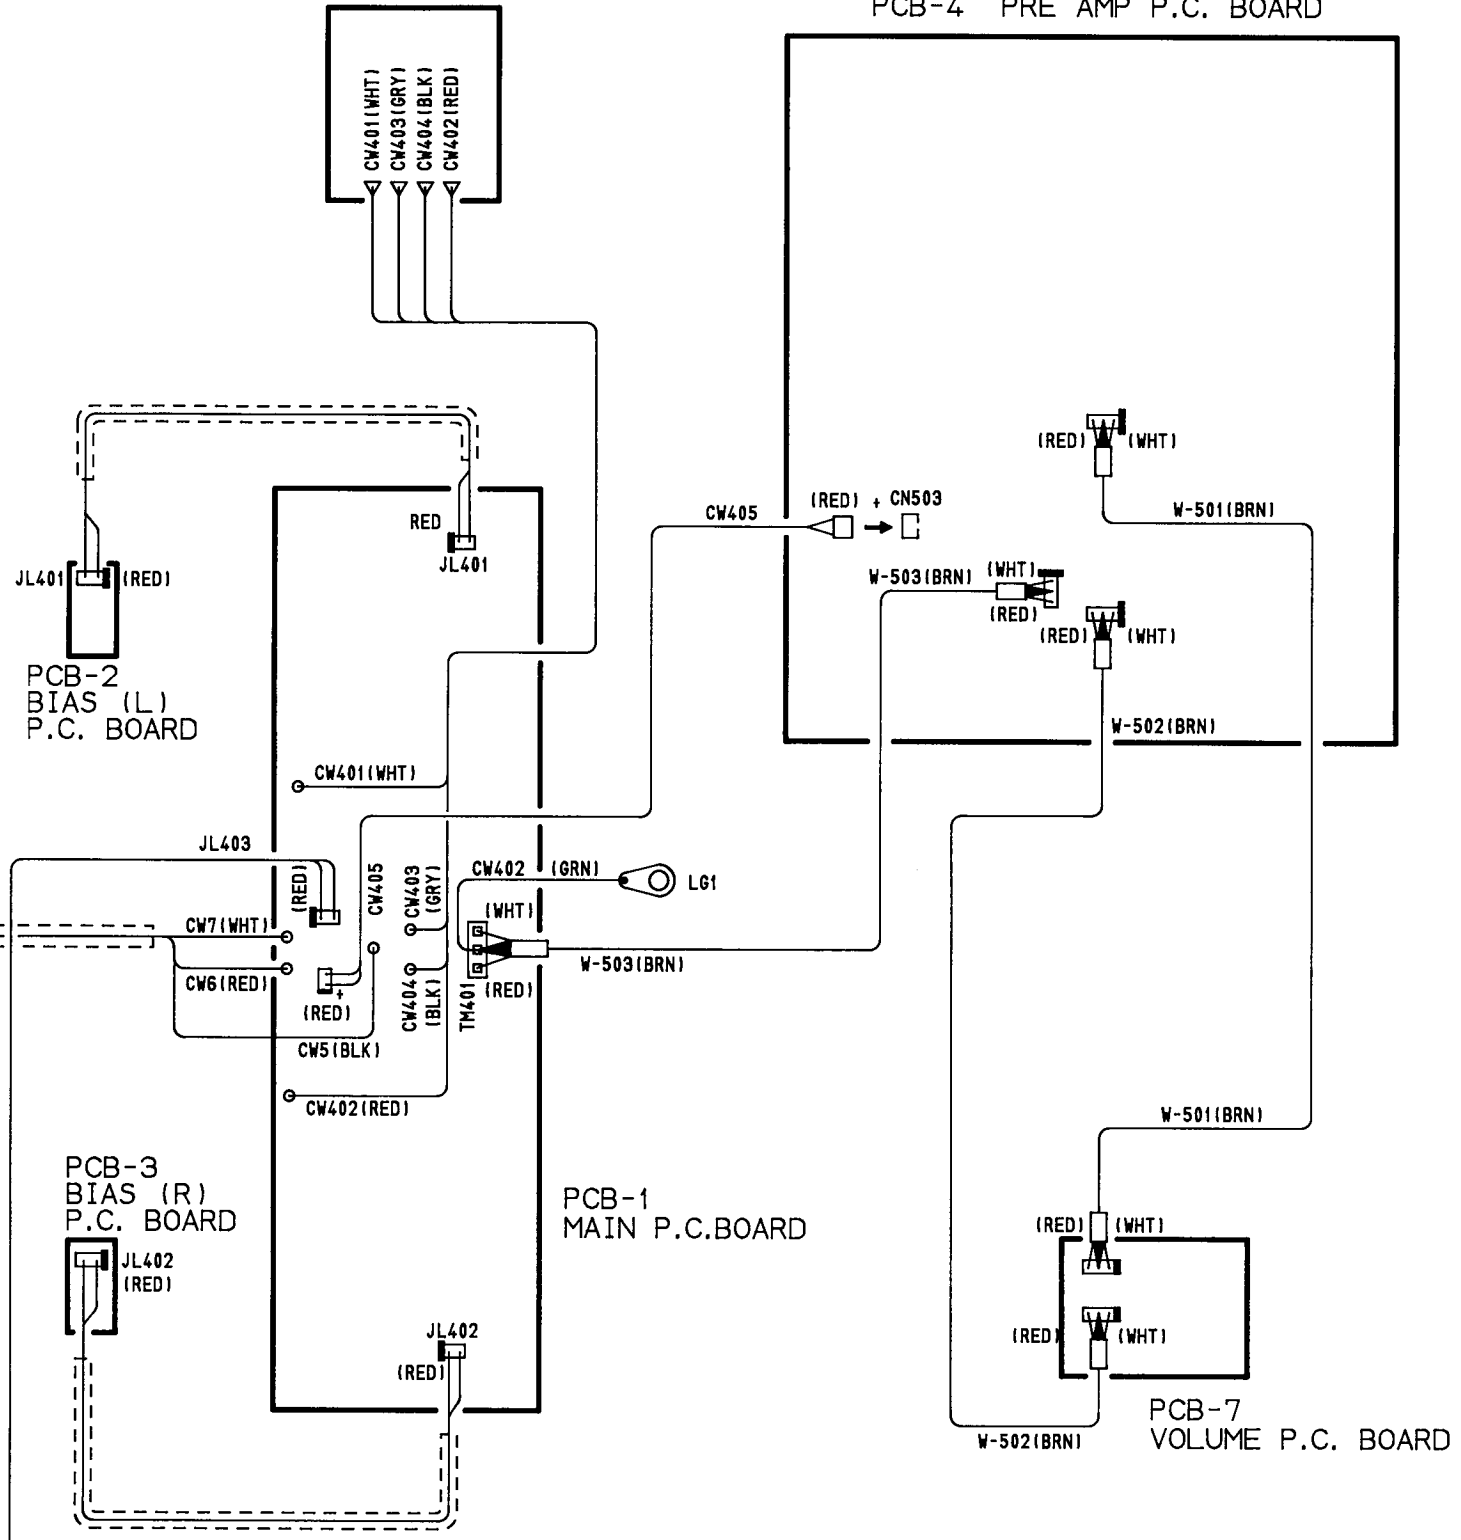 PCB-4 PRE AMP P.C. BOARD
CW401(WHT)
CW403(GRY)
CW404(BLK)
CW402(RED)
RED
JL401
JL401
(RED)
PCB-2
BIAS (L)
P.C. BOARD
CW405
(RED) + CN503
(RED)
(WHT)
W-501(BRN)
W-503(BRN)
(WHT)
(RED)
(RED)
(WHT)
W-502(BRN)
CW401(WHT)
JL403
(RED)
CW405
CW403
(GRY)
CW402 (GRN)
LG1
(WHT)
CW7(WHT)
CW6(RED)
+
(RED)
CW404
(BLK)
TM401
(RED)
W-503(BRN)
CW5(BLK)
CW402(RED)
W-501(BRN)
PCB-3
BIAS (R)
P.C. BOARD
JL402
(RED)
PCB-1
MAIN P.C.BOARD
(RED)
(WHT)
(RED)
(WHT)
JL402
(RED)
W-502(BRN)
PCB-7
VOLUME P.C. BOARD